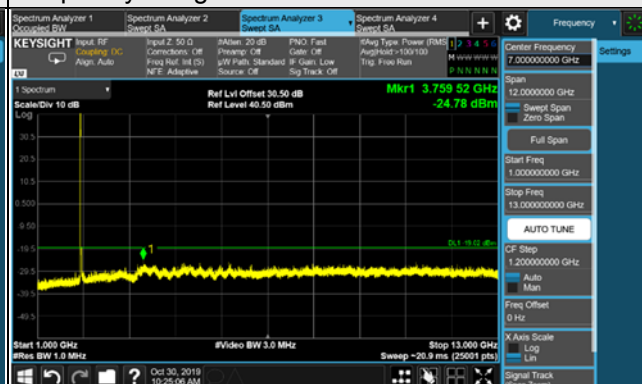 Spectrum Analyzer 1
Occupied BW
Spectrum Analyzer 2
Swept SA
Spectrum Analyzer 3
Swept SA
Spectrum Analyzer 4
Swept SA
+
Frequency
KEYSIGHT
Input: RF
Coupling: DC
Align: Auto
Input Z: 50 Ω
Corrections: Off
Freq Ref: Int (S)
NFE: Adaptive
#Atten: 20 dB
Preamp: Off
µW Path: Standard
Source: Off
PNO: Fast
Gate: Off
IF Gain: Low
Sig Track: Off
#Avg Type: Power (RMS)
Avg|Hold:>100/100
Trig: Free Run
1 2 3 4 5 6
M W W W W W
P N N N N N
LXI
1 Spectrum
Scale/Div 10 dB
Log
Ref Lvl Offset 30.50 dB
Ref Level 40.50 dBm
Mkr1 3.759 52 GHz
-24.78 dBm
30.5
20.5
10.5
0.500
-9.50
-19.5
-29.5
-39.5
-49.5
1
Start 1.000 GHz
#Res BW 1.0 MHz
#Video BW 3.0 MHz
Stop 13.000 GHz
Sweep ~20.9 ms (25001 pts)
Oct 30, 2019
10:25:06 AM
Center Frequency
7.000000000 GHz
Settings
Span
12.0000000 GHz
Swept Span
Zero Span
Full Span
Start Freq
1.000000000 GHz
Stop Freq
13.000000000 GHz
AUTO TUNE
CF Step
1.200000000 GHz
Auto
Man
Freq Offset
0 Hz
X Axis Scale
Log
Lin
Signal Track